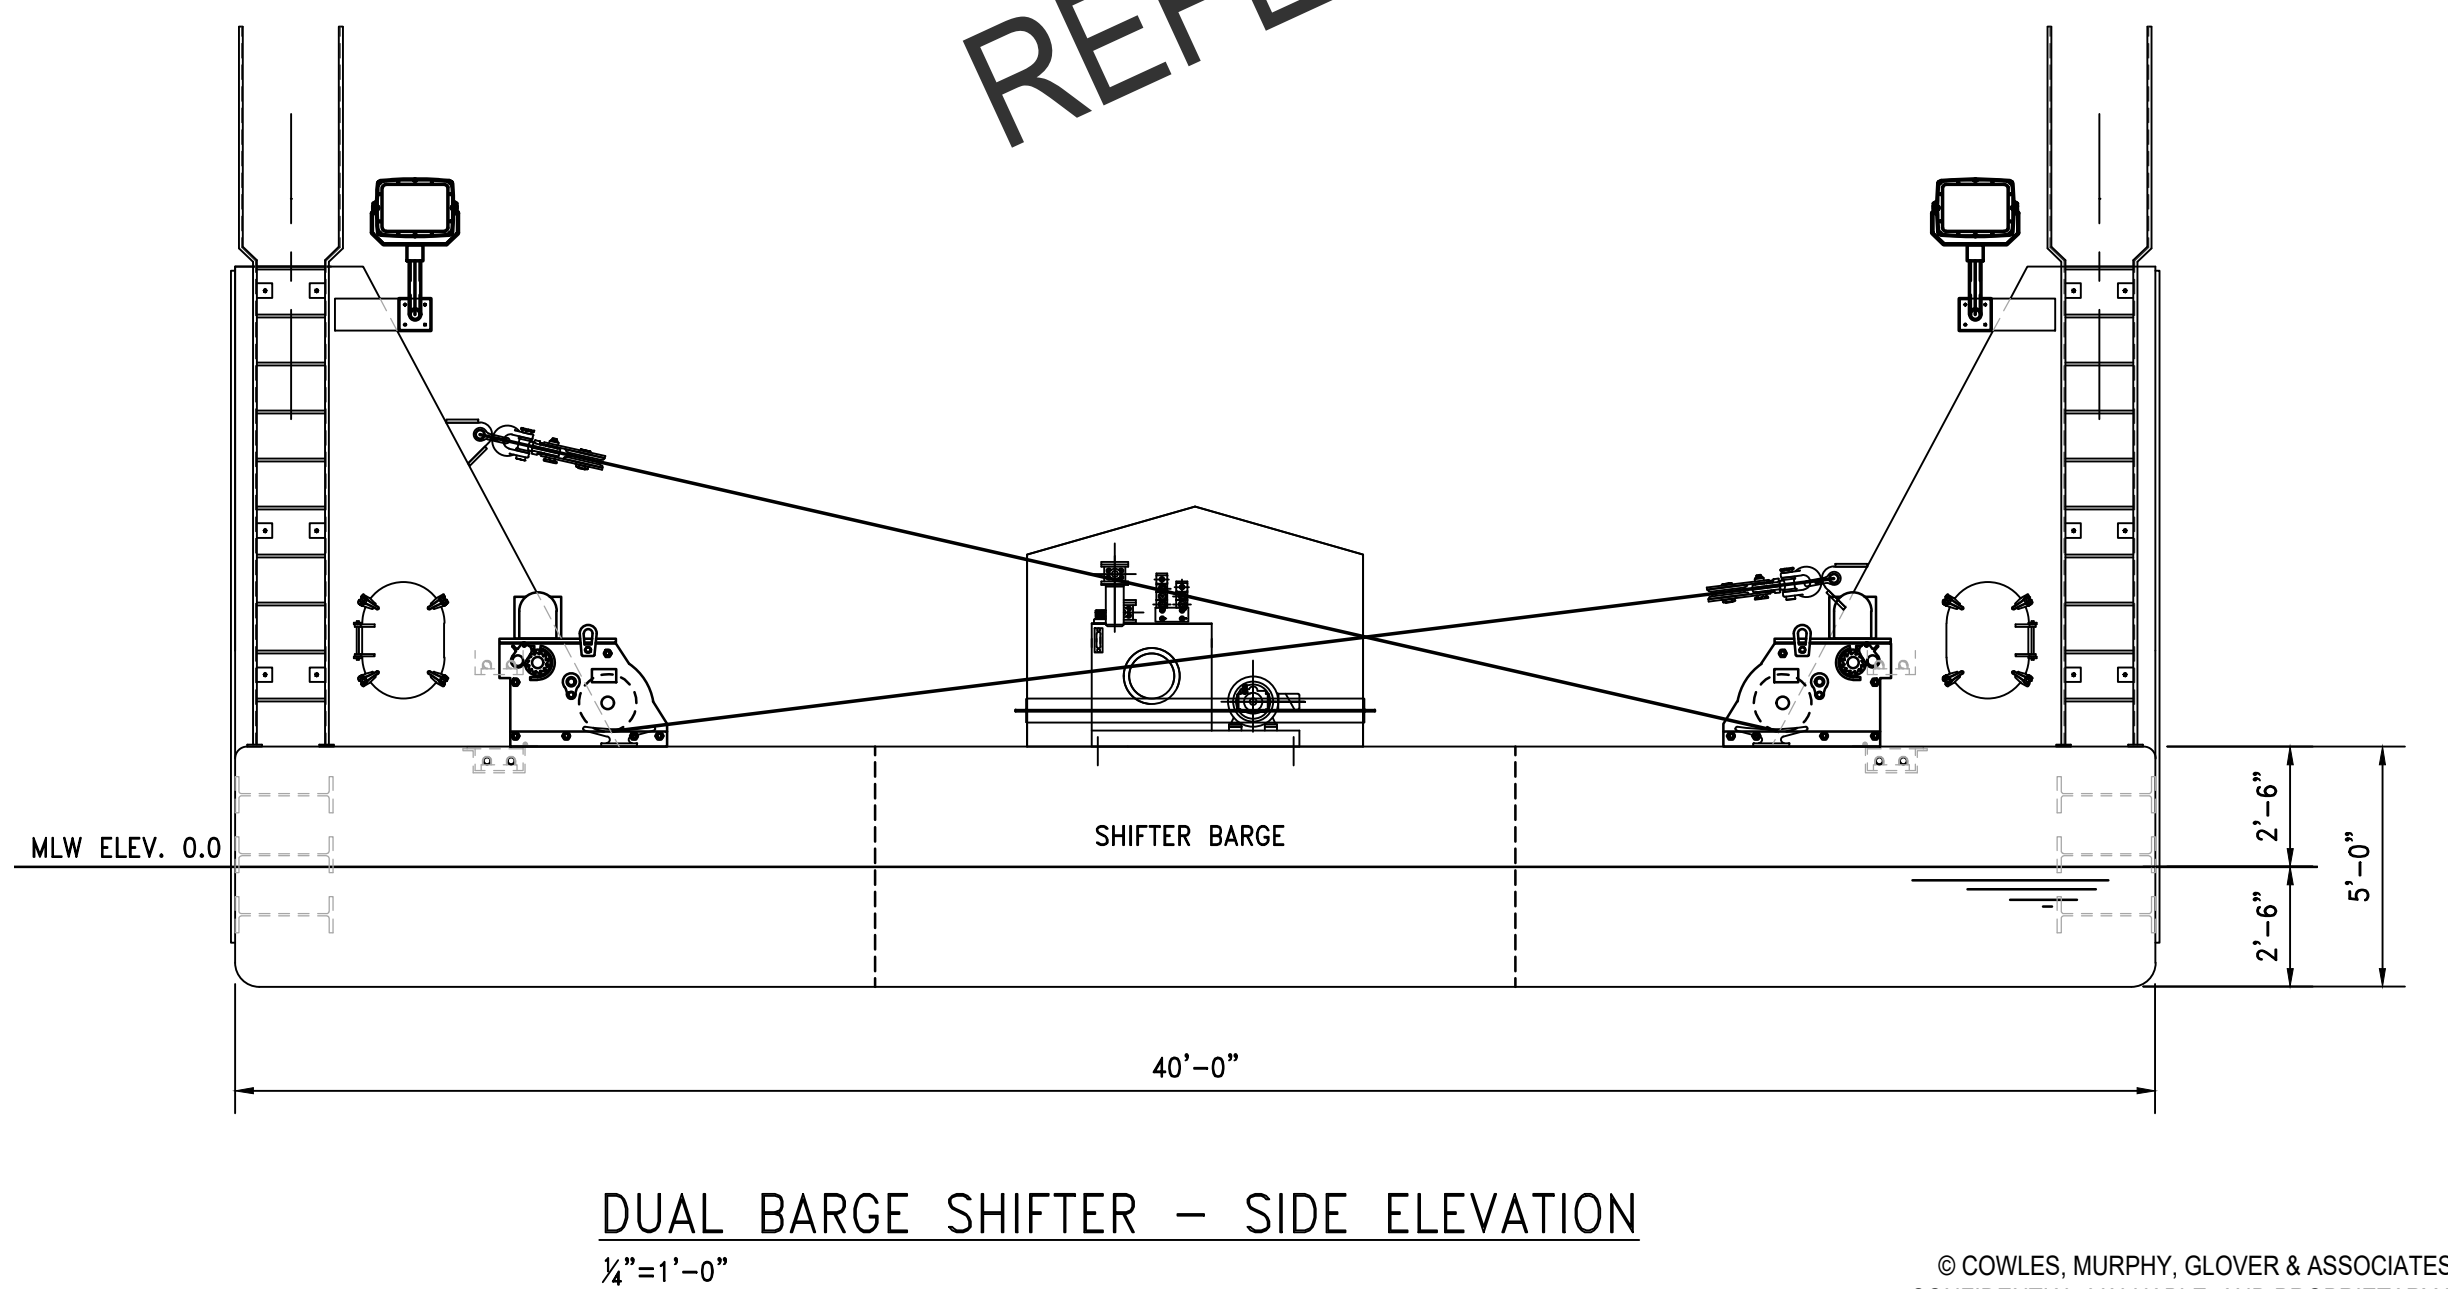 MLW ELEV. 0.0
SHIFTER BARGE
2'-6"
2'-6"
5'-0"
40'-0"
DUAL BARGE SHIFTER - SIDE ELEVATION
¼"=1'-0"
© COWLES, MURPHY, GLOVER & ASSOCIATES